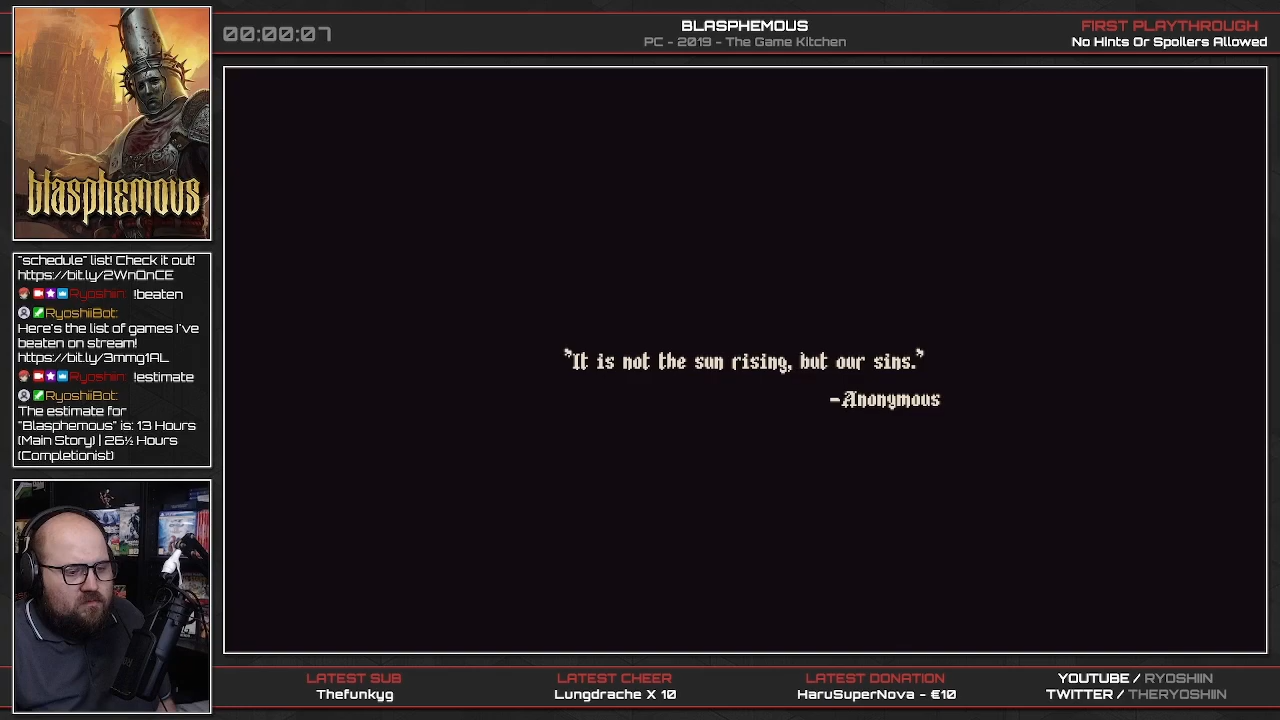 00:00:07
BLASPHEMOUS
PC - 2019 - The Game Kitchen
FIRST PLAYTHROUGH
No Hints Or Spoilers Allowed
blasphemous
"schedule" list! Check it out!
https://bit.ly/2WnQnCE
Ryoshiin: !beaten
RyoshiiBot:
Here's the list of games I've
beaten on stream!
https://bit.ly/3mmg1AL
Ryoshiin: !estimate
RyoshiiBot:
The estimate for
"Blasphemous" is: 13 Hours
(Main Story) | 26½ Hours
(Completionist)
"It is not the sun rising, but our sins."
-Anonymous
LATEST SUB
Thefunkyg
LATEST CHEER
Lungdrache X 10
LATEST DONATION
HaruSuperNova - €10
YOUTUBE / RYOSHIIN
TWITTER / THERYOSHIIN